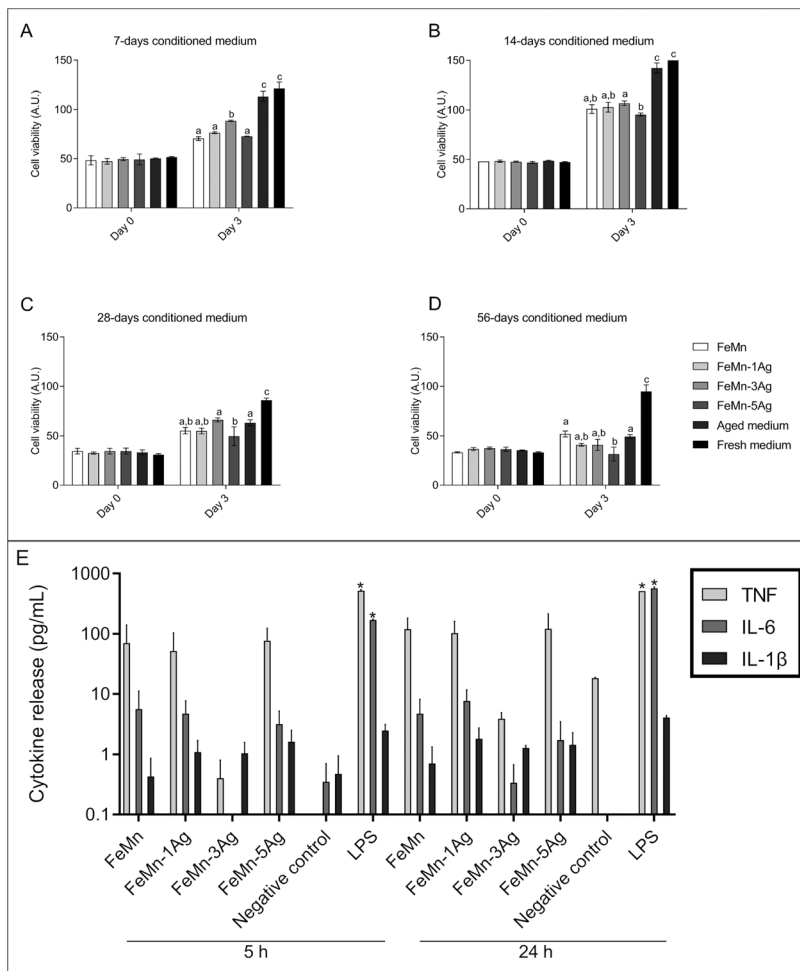 A
7-days conditioned medium
Cell viability (A.U.)
150
100
50
0
a
a
b
a
c
c
Day 0
Day 3
B
14-days conditioned medium
Cell viability (A.U.)
150
100
50
0
a,b
a,b
a
b
c
c
Day 0
Day 3
C
28-days conditioned medium
Cell viability (A.U.)
150
100
50
0
a,b
a,b
a
b
a
c
Day 0
Day 3
D
56-days conditioned medium
Cell viability (A.U.)
150
100
50
0
a
a,b
a,b
b
a
c
Day 0
Day 3
FeMn
FeMn-1Ag
FeMn-3Ag
FeMn-5Ag
Aged medium
Fresh medium
E
Cytokine release (pg/mL)
1000
100
10
1
0.1
* * * *
TNF
IL-6
IL-1β
FeMn
FeMn-1Ag
FeMn-3Ag
FeMn-5Ag
Negative control
LPS
FeMn
FeMn-1Ag
FeMn-3Ag
FeMn-5Ag
Negative control
LPS
5 h
24 h